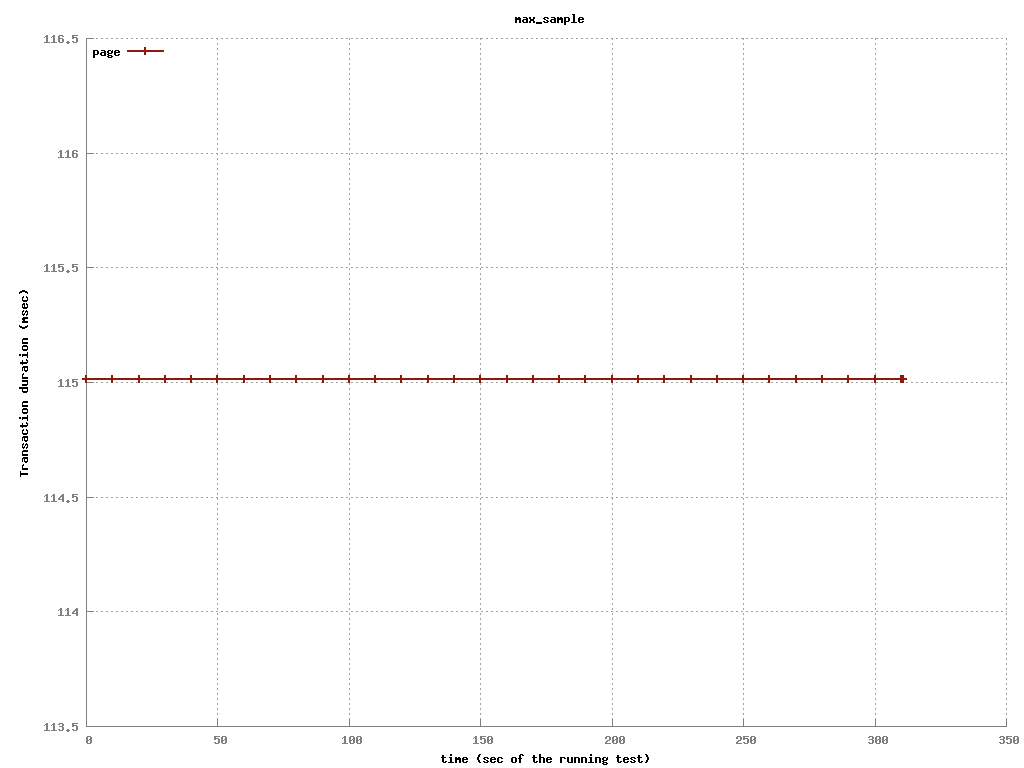 max_sample
116.5
page
116
115.5
115
114.5
114
113.5
Transaction duration (msec)
0 50 100 150 200 250 300 350
time (sec of the running test)